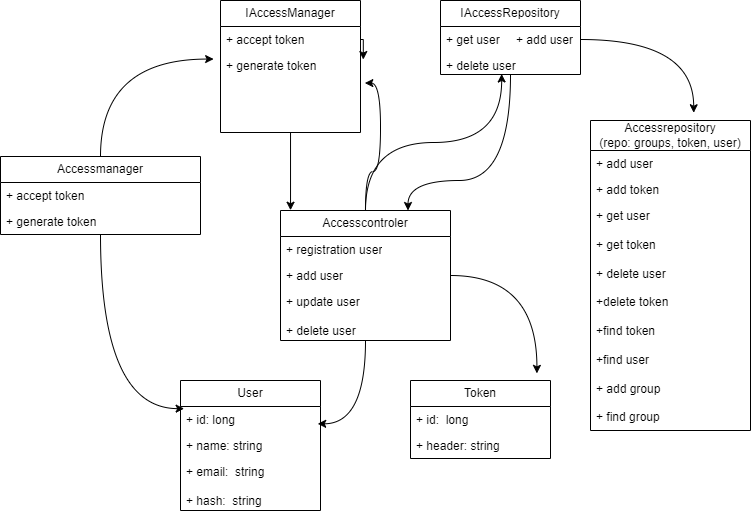 IAccessManager
+ accept token
+ generate token
IAccessRepository
+ get user + add user
+ delete user
Accessrepository
(repo: groups, token, user)
+ add user
+ add token
+ get user
+ get token
+ delete user
+delete token
+find token
+find user
+ add group
+ find group
Accessmanager
+ accept token
+ generate token
Accesscontroler
+ registration user
+ add user
+ update user
+ delete user
User
+ id: long
+ name: string
+ email: string
+ hash: string
Token
+ id: long
+ header: string